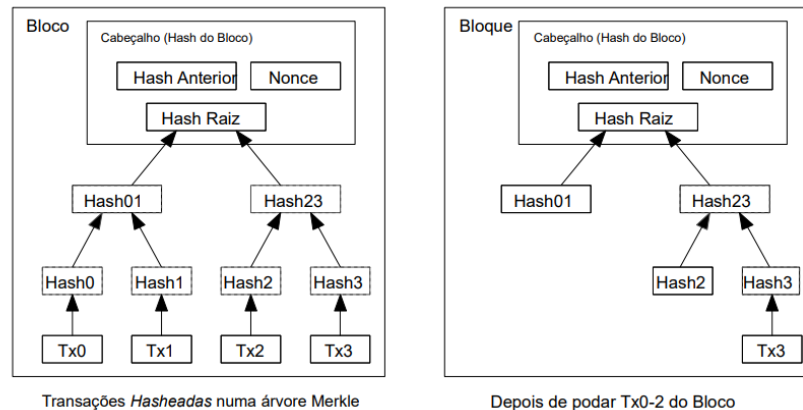 Bloco
Cabeçalho (Hash do Bloco)
Hash Anterior
Nonce
Hash Raiz
Hash01
Hash23
Hash0
Hash1
Hash2
Hash3
Tx0
Tx1
Tx2
Tx3
Transações Hasheadas numa árvore Merkle
Bloque
Cabeçalho (Hash do Bloco)
Hash Anterior
Nonce
Hash Raiz
Hash01
Hash23
Hash2
Hash3
Tx3
Depois de podar Tx0-2 do Bloco